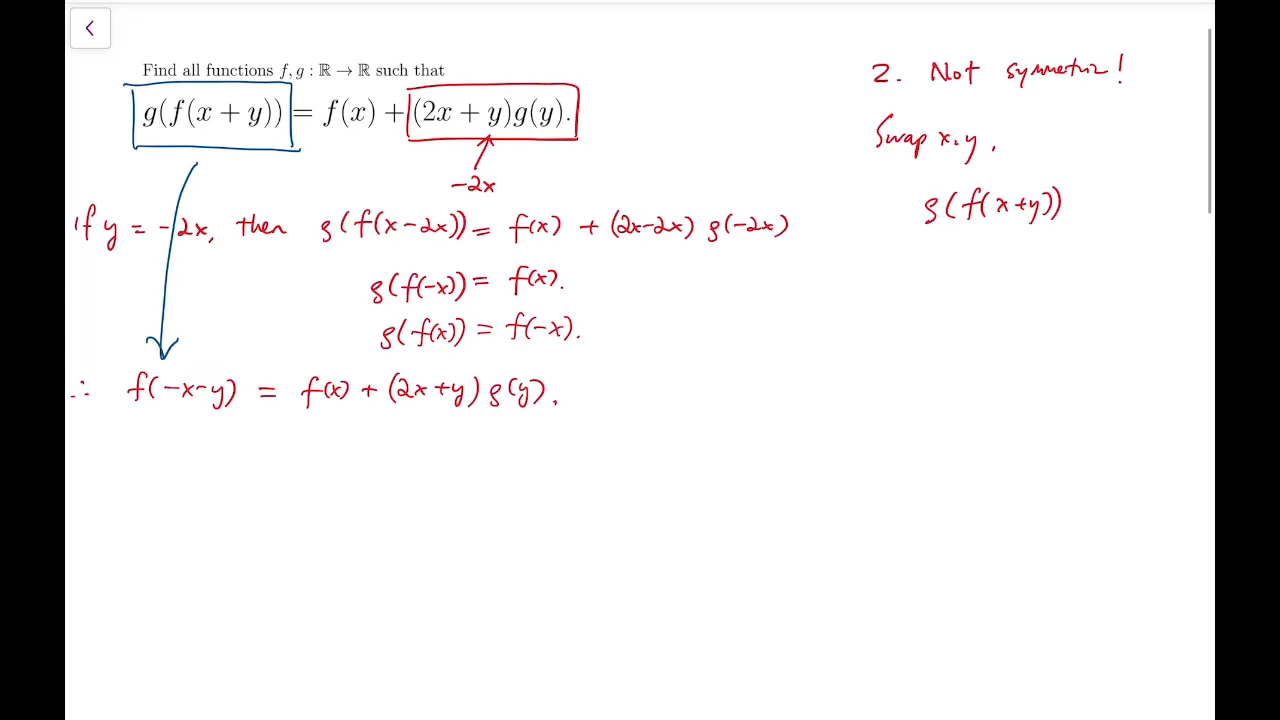 Find all functions f, g : ℝ → ℝ such that
g(f(x + y)) = f(x) + (2x + y)g(y).
-2x
If y = -2x, then g(f(x-2x)) = f(x) + (2x-2x) g(-2x)
g(f(-x)) = f(x).
g(f(x)) = f(-x).
∴ f(-x-y) = f(x) + (2x+y) g(y).
2. Not symmetric!
Swap x, y,
g(f(x+y))